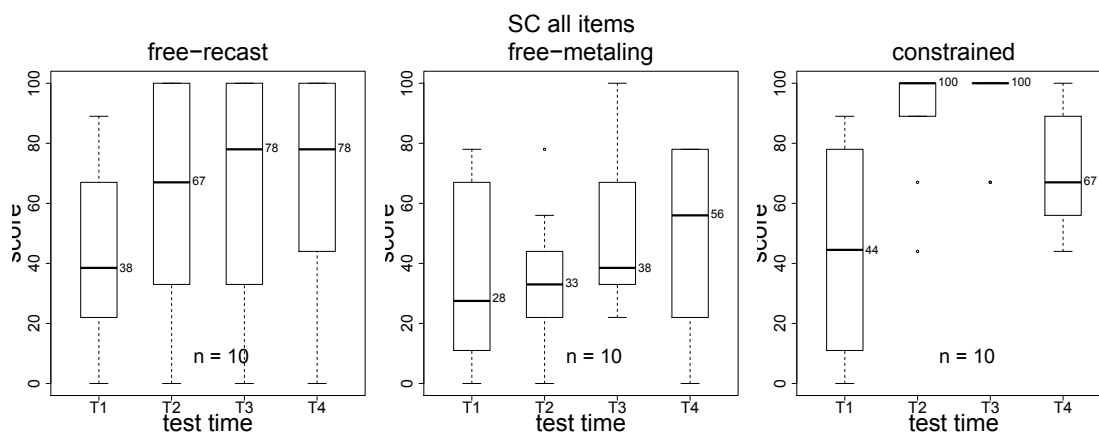 SC all items
free−recast
free−metaling
constrained
score
0 20 40 60 80 100
38
67
78
78
n = 10
T1 T2 T3 T4
test time
score
0 20 40 60 80 100
28
33
38
56
n = 10
T1 T2 T3 T4
test time
score
0 20 40 60 80 100
44
100
100
67
n = 10
T1 T2 T3 T4
test time